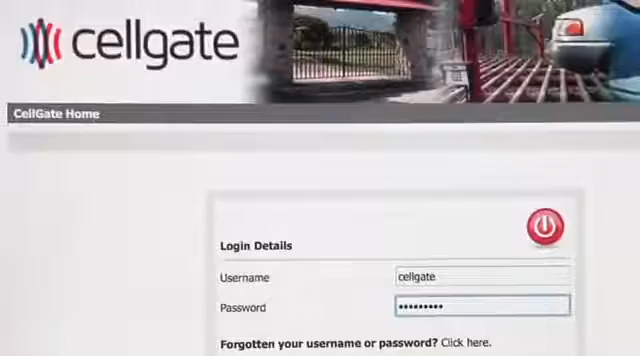 cellgate
CellGate Home
Login Details
Username cellgate
Password •••••••••
Forgotten your username or password? Click here.